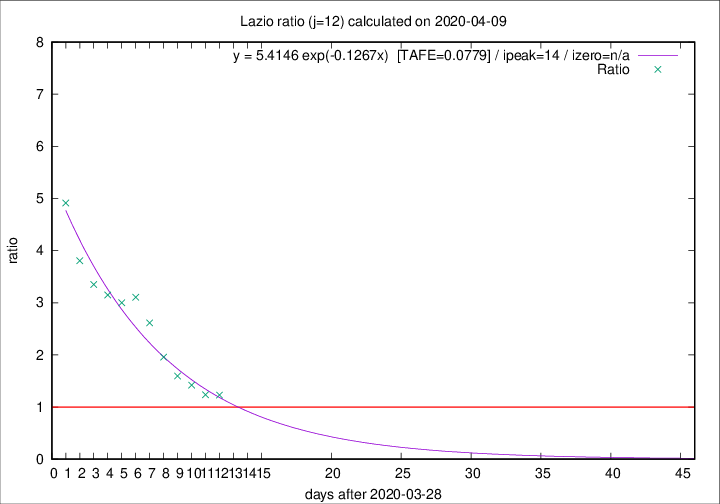 Lazio ratio (j=12) calculated on 2020-04-09
y = 5.4146 exp(-0.1267x) [TAFE=0.0779] / ipeak=14 / izero=n/a
Ratio
8
7
6
5
4
3
2
1
0
ratio
0 1 2 3 4 5 6 7 8 9 10 11 12 13 14 15 20 25 30 35 40 45
days after 2020-03-28